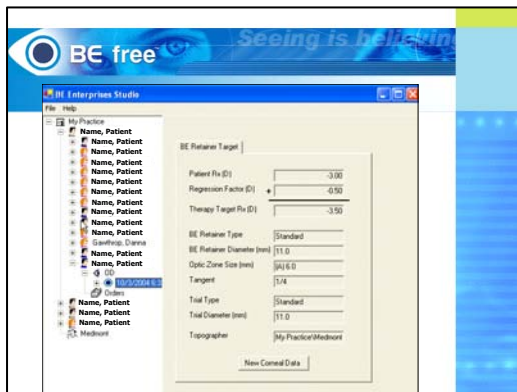 Seeing is believing
BE free
BE Enterprises Studio
File Help
My Practice
Name, Patient
Name, Patient
Name, Patient
Name, Patient
Name, Patient
Name, Patient
Name, Patient
Name, Patient
Name, Patient
Name, Patient
Gawthrop, Danna
Name, Patient
Name, Patient
OD
10/3/2004 6:3
Orders
Name, Patient
Name, Patient
Name, Patient
Medmont
BE Retainer Target
Patient Rx (D) -3.00
Regression Factor (D) + -0.50
Therapy Target Rx (D) -3.50
BE Retainer Type Standard
BE Retainer Diameter (mm) 11.0
Optic Zone Size (mm) (A) 6.0
Tangent 1/4
Trial Type Standard
Trial Diameter (mm) 11.0
Topographer My Practice\Medmont
New Corneal Data